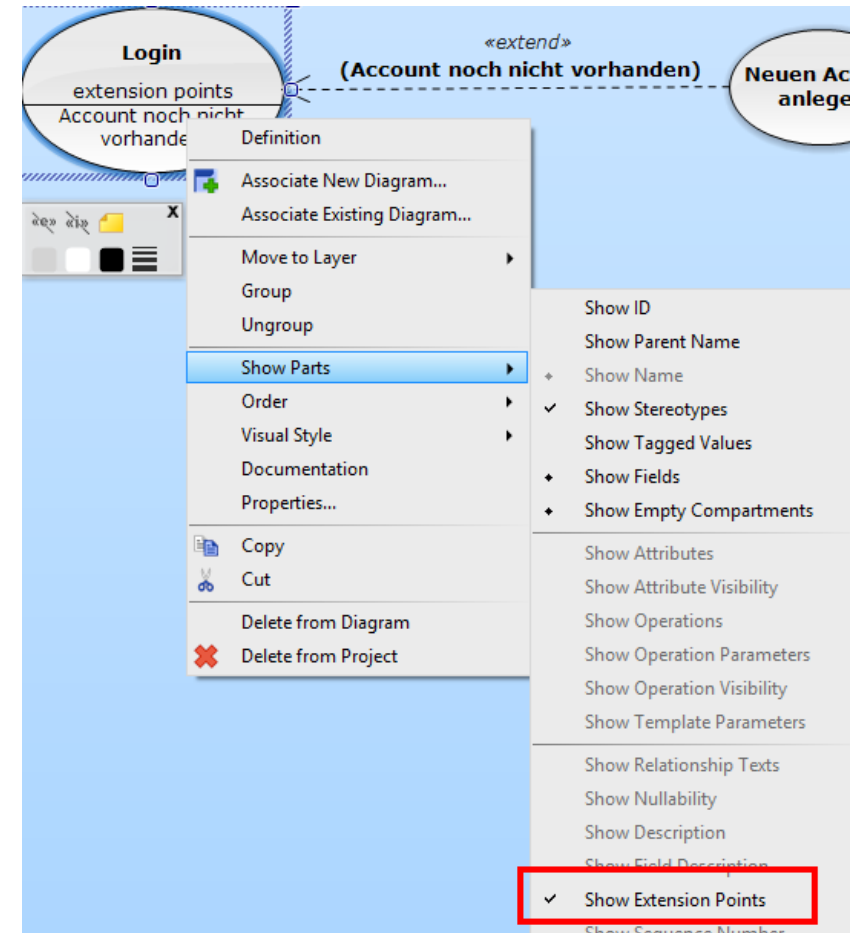 «extend»
Login
(Account noch nicht vorhanden)
Neuen Ac
anlege
extension points
Account noch nicht
vorhande
Definition
Associate New Diagram...
Associate Existing Diagram...
«e» «i» X
Move to Layer
Group
Ungroup
Show Parts
Order
Visual Style
Documentation
Properties...
Copy
Cut
Delete from Diagram
Delete from Project
Show ID
Show Parent Name
Show Name
Show Stereotypes
Show Tagged Values
Show Fields
Show Empty Compartments
Show Attributes
Show Attribute Visibility
Show Operations
Show Operation Parameters
Show Operation Visibility
Show Template Parameters
Show Relationship Texts
Show Nullability
Show Description
Show Field Description
Show Extension Points
Show Sequence Number